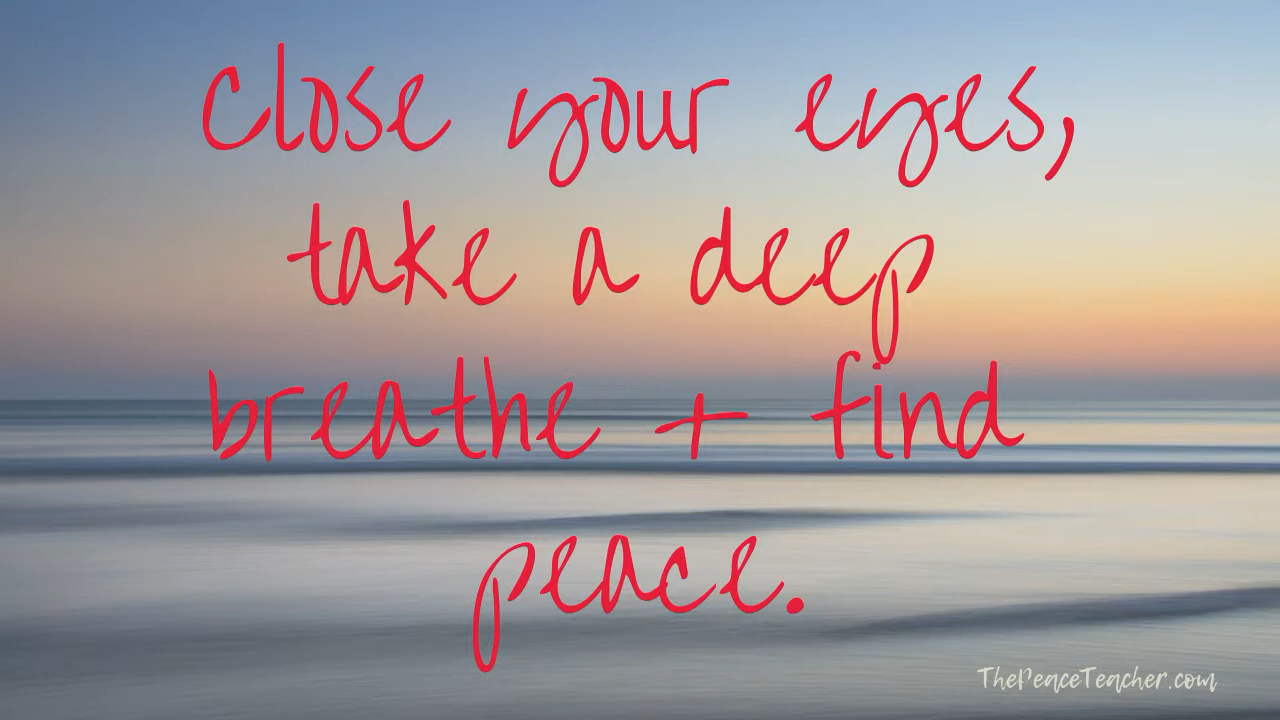 Close your eyes,
take a deep
breathe + find
peace.
ThePeaceTeacher.com